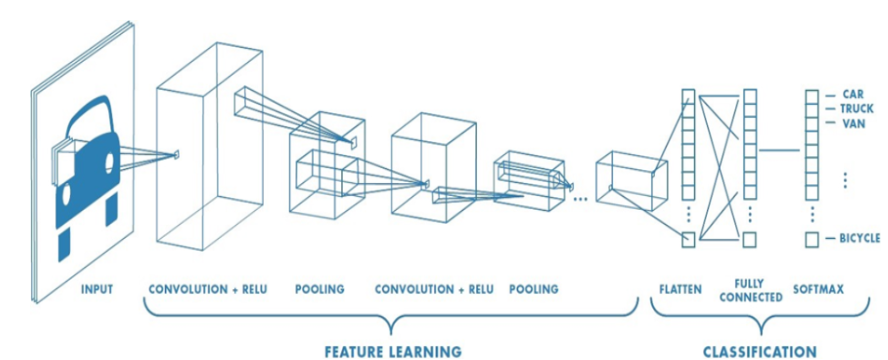 CAR
TRUCK
VAN
BICYCLE
INPUT
CONVOLUTION + RELU
POOLING
CONVOLUTION + RELU
POOLING
FLATTEN
FULLY
CONNECTED
SOFTMAX
FEATURE LEARNING
CLASSIFICATION